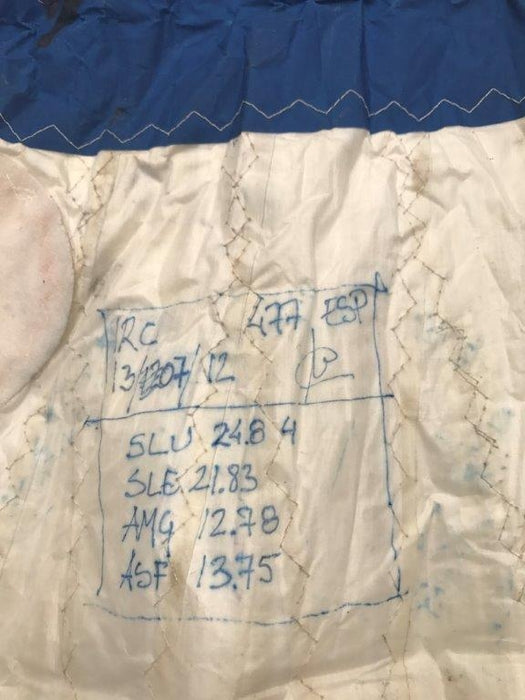 IRC 477 ESP
13/07/12
SLU 24.84
SLE 21.83
AMG 12.78
ASF 13.75